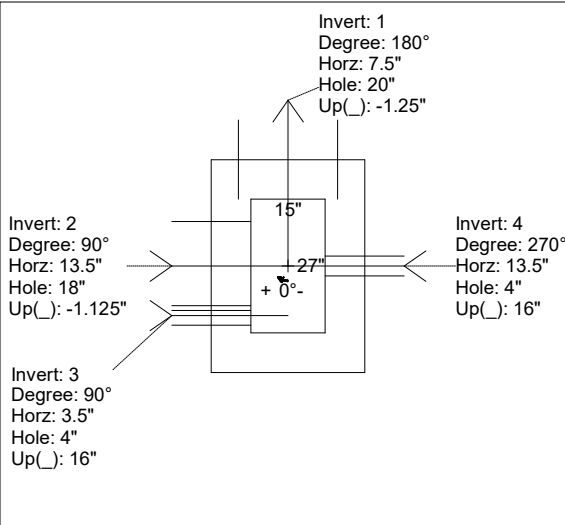 Invert: 1
Degree: 180°
Horz: 7.5"
Hole: 20"
Up(_): -1.25"
15"
Invert: 2
Degree: 90°
Horz: 13.5"
Hole: 18"
Up(_): -1.125"
27"
+ 0°-
Invert: 4
Degree: 270°
Horz: 13.5"
Hole: 4"
Up(_): 16"
Invert: 3
Degree: 90°
Horz: 3.5"
Hole: 4"
Up(_): 16"